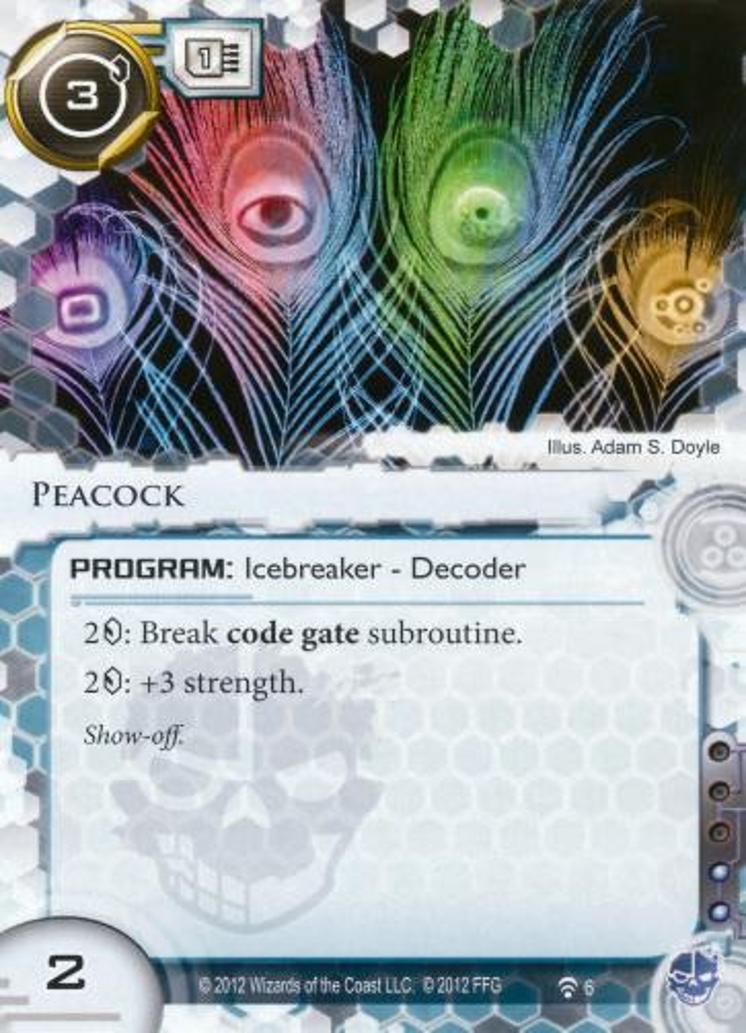 3
1
Illus. Adam S. Doyle
PEACOCK
PROGRAM: Icebreaker - Decoder
2: Break code gate subroutine.
2: +3 strength.
Show-off.
2
© 2012 Wizards of the Coast LLC. © 2012 FFG 6